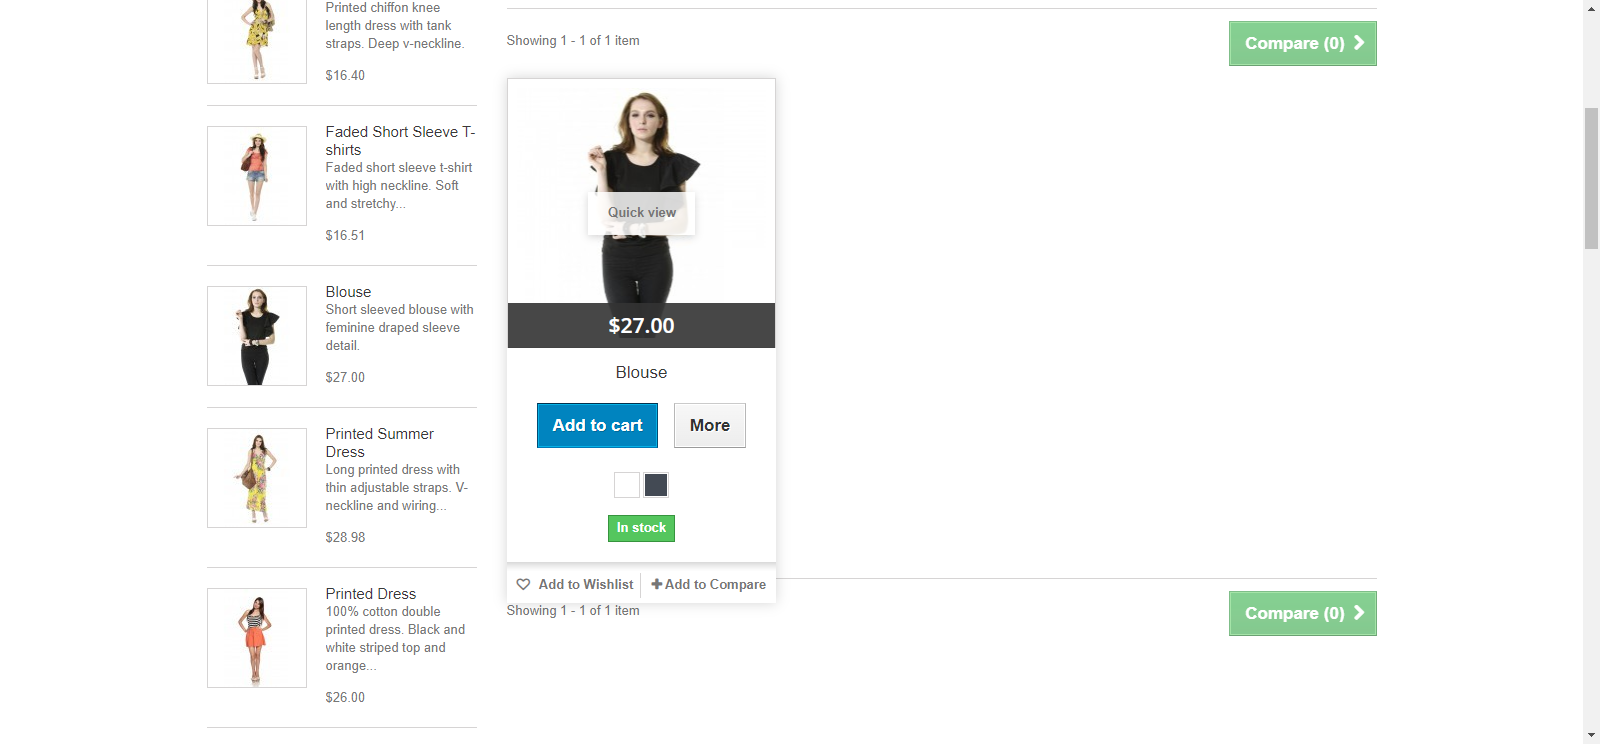 Printed chiffon knee
length dress with tank
straps. Deep v-neckline.
$16.40
Faded Short Sleeve T-
shirts
Faded short sleeve t-shirt
with high neckline. Soft
and stretchy...
$16.51
Blouse
Short sleeved blouse with
feminine draped sleeve
detail.
$27.00
Printed Summer
Dress
Long printed dress with
thin adjustable straps. V-
neckline and wiring...
$28.98
Printed Dress
100% cotton double
printed dress. Black and
white striped top and
orange...
$26.00
Showing 1 - 1 of 1 item
Compare (0)
Quick view
$27.00
Blouse
Add to cart
More
In stock
Add to Wishlist
Add to Compare
Showing 1 - 1 of 1 item
Compare (0)